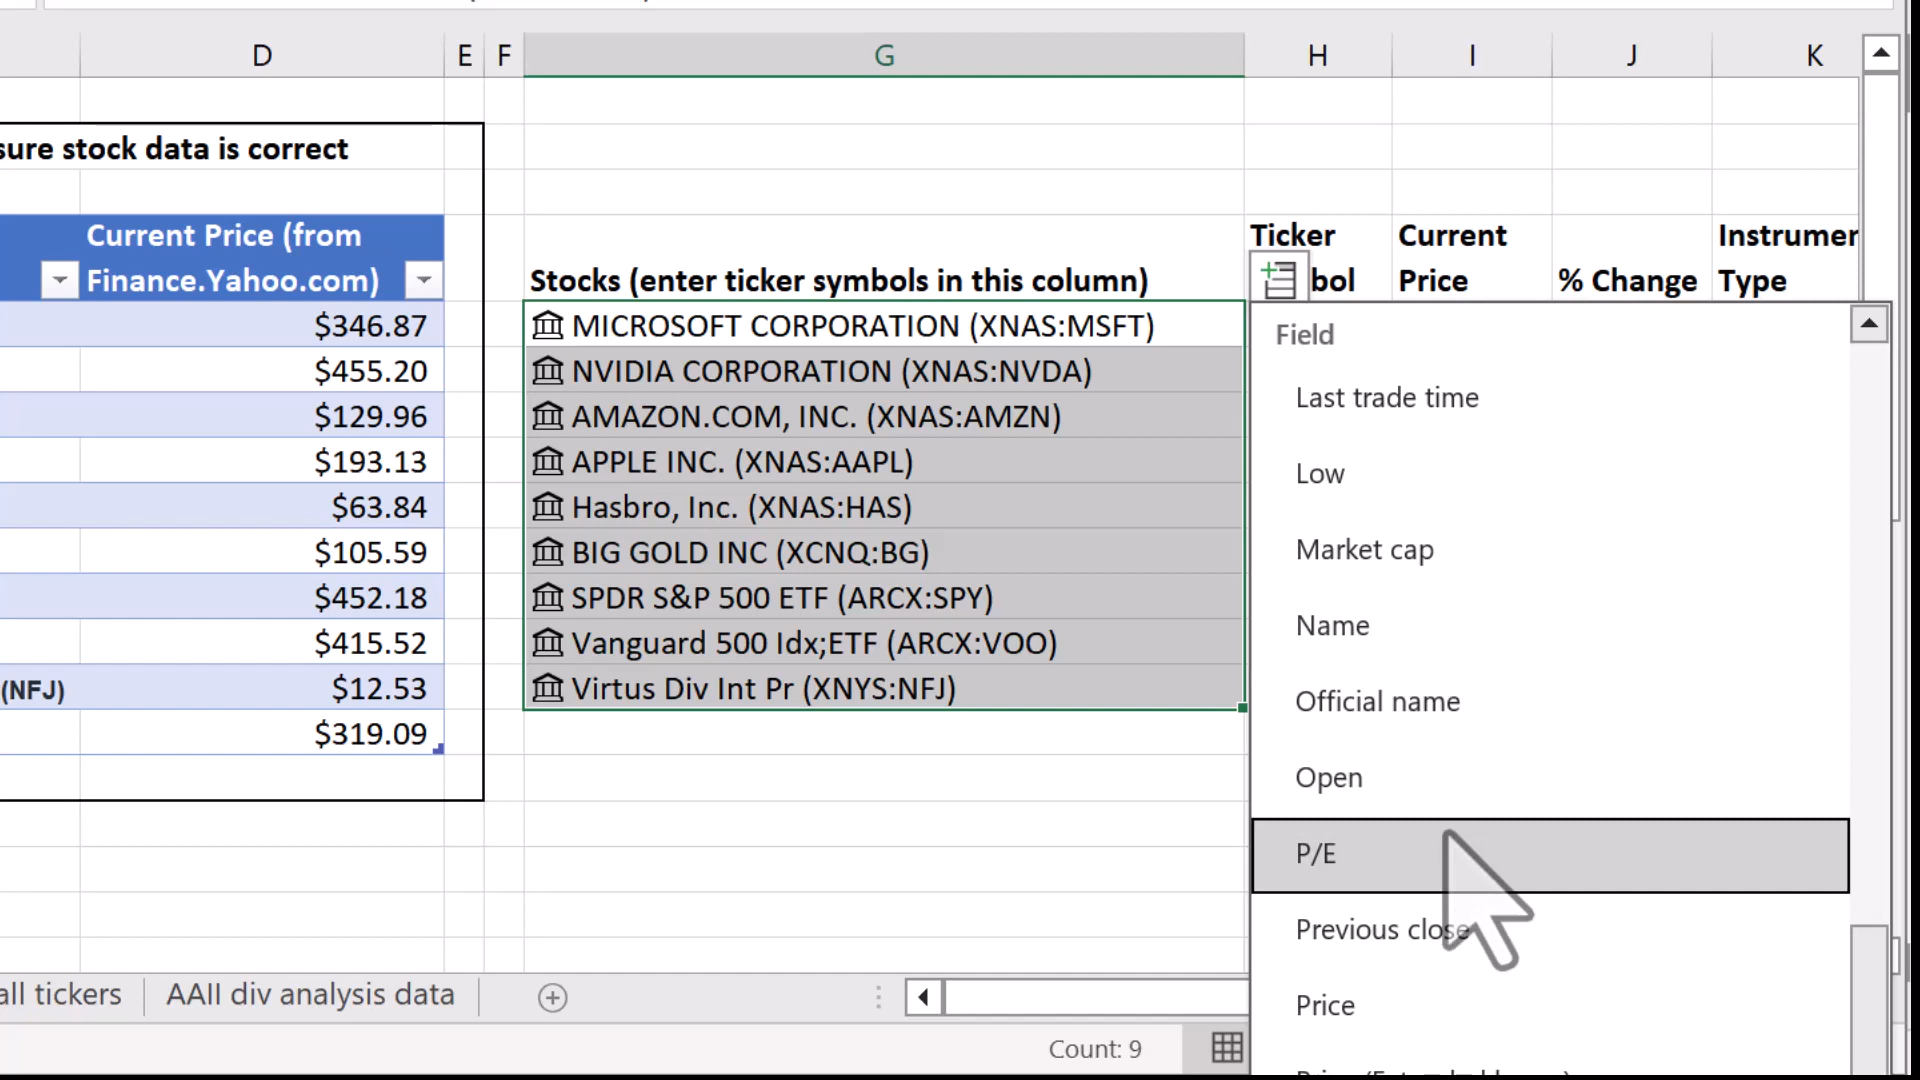 D E F G H I J K
sure stock data is correct
Current Price (from
Finance.Yahoo.com)
$346.87
$455.20
$129.96
$193.13
$63.84
$105.59
$452.18
$415.52
(NFJ) $12.53
$319.09
Stocks (enter ticker symbols in this column)
MICROSOFT CORPORATION (XNAS:MSFT)
NVIDIA CORPORATION (XNAS:NVDA)
AMAZON.COM, INC. (XNAS:AMZN)
APPLE INC. (XNAS:AAPL)
Hasbro, Inc. (XNAS:HAS)
BIG GOLD INC (XCNQ:BG)
SPDR S&P 500 ETF (ARCX:SPY)
Vanguard 500 Idx;ETF (ARCX:VOO)
Virtus Div Int Pr (XNYS:NFJ)
Ticker
bol
Current
Price
% Change
Instrumen
Type
Field
Last trade time
Low
Market cap
Name
Official name
Open
P/E
Previous close
Price
all tickers
AAII div analysis data
Count: 9